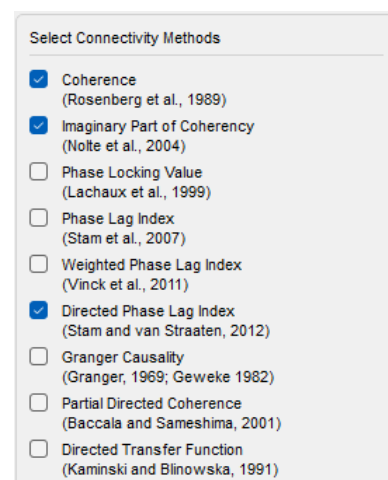 Select Connectivity Methods
Coherence
(Rosenberg et al., 1989)
Imaginary Part of Coherency
(Nolte et al., 2004)
Phase Locking Value
(Lachaux et al., 1999)
Phase Lag Index
(Stam et al., 2007)
Weighted Phase Lag Index
(Vinck et al., 2011)
Directed Phase Lag Index
(Stam and van Straaten, 2012)
Granger Causality
(Granger, 1969; Geweke 1982)
Partial Directed Coherence
(Baccala and Sameshima, 2001)
Directed Transfer Function
(Kaminski and Blinowska, 1991)